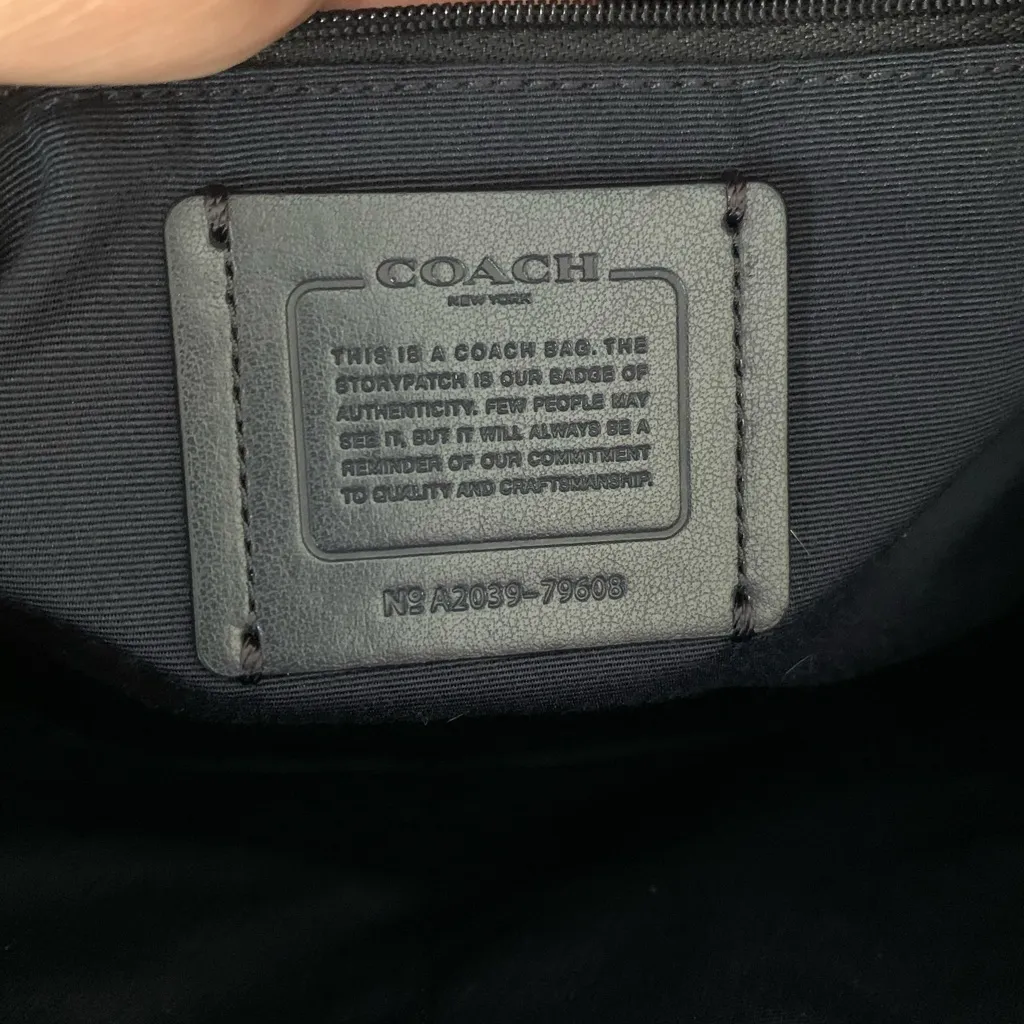 COACH
NEW YORK
THIS IS A COACH BAG. THE
STORYPATCH IS OUR BADGE OF
AUTHENTICITY. FEW PEOPLE MAY
SEE IT, BUT IT WILL ALWAYS BE A
REMINDER OF OUR COMMITMENT
TO QUALITY AND CRAFTSMANSHIP.
Nº A2039-79608